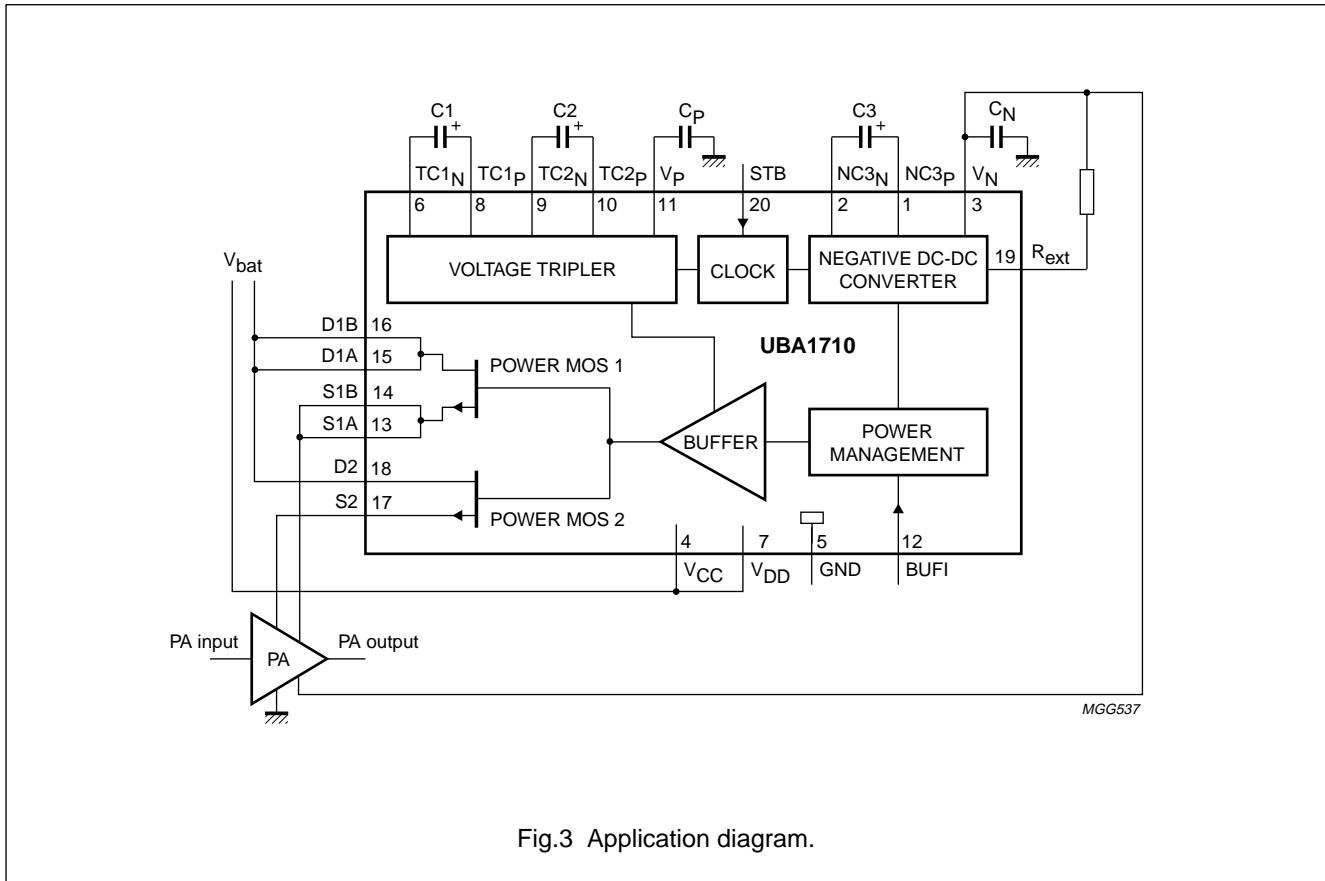 C1 C2 CP C3 CN
+ + +
TC1N TC1P TC2N TC2P VP STB NC3N NC3P VN
6 8 9 10 11 20 2 1 3
Vbat
VOLTAGE TRIPLER
CLOCK
NEGATIVE DC-DC
CONVERTER
19 Rext
UBA1710
D1B 16
D1A 15
POWER MOS 1
S1B 14
S1A 13
BUFFER
POWER
MANAGEMENT
D2 18
S2 17
POWER MOS 2
4 7 5 12
VCC VDD GND BUFI
PA input
PA
PA output
MGG537
Fig.3 Application diagram.